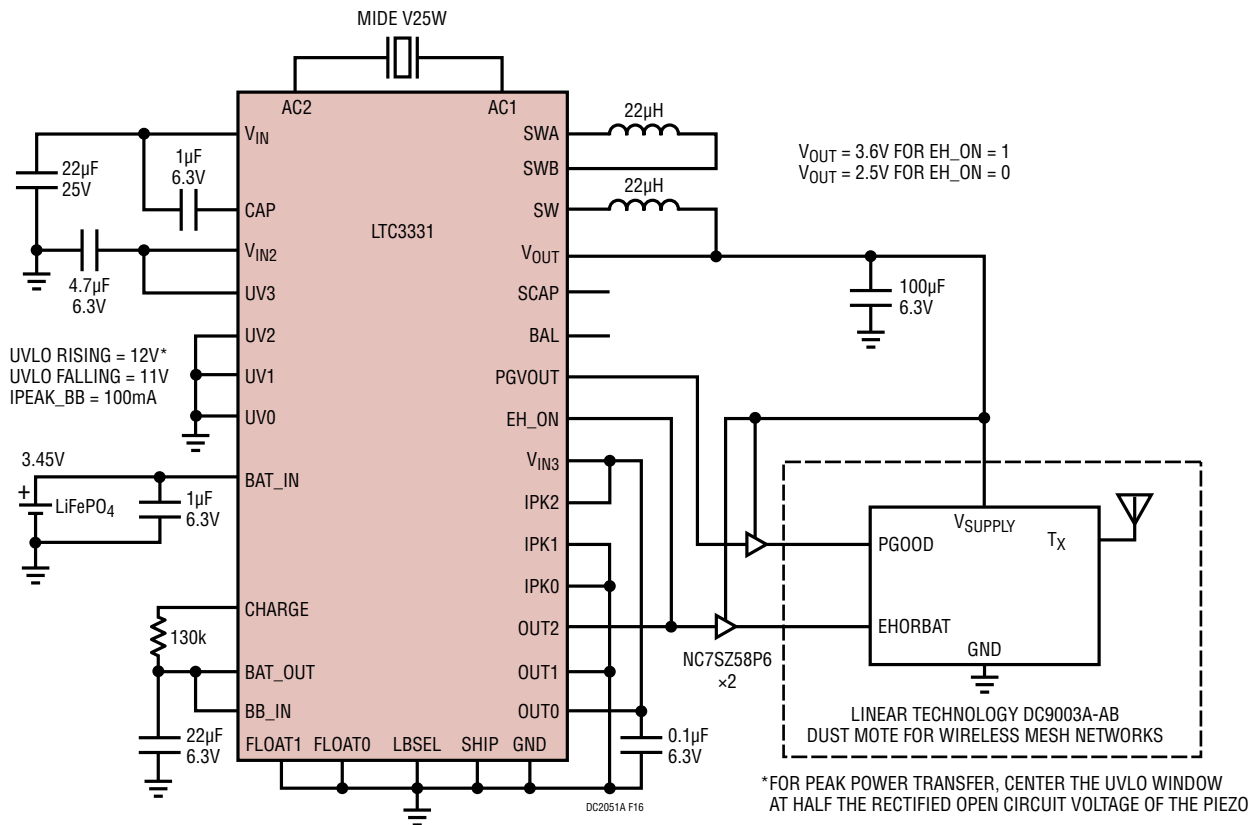 MIDE V25W
AC2
AC1
VIN
1µF
6.3V
22µF
25V
CAP
VIN2
4.7µF
6.3V
UV3
UV2
UVLO RISING = 12V*
UVLO FALLING = 11V
IPEAK_BB = 100mA
UV1
UV0
3.45V
BAT_IN
+
LiFePO4
1µF
6.3V
CHARGE
130k
BAT_OUT
BB_IN
22µF
6.3V
FLOAT1
FLOAT0
LBSEL
SHIP
GND
LTC3331
SWA
22µH
SWB
SW
22µH
VOUT
SCAP
BAL
PGVOUT
EH_ON
VIN3
IPK2
IPK1
IPK0
OUT2
OUT1
OUT0
VOUT = 3.6V FOR EH_ON = 1
VOUT = 2.5V FOR EH_ON = 0
100µF
6.3V
NC7SZ58P6
×2
0.1µF
6.3V
VSUPPLY
TX
PGOOD
EHORBAT
GND
LINEAR TECHNOLOGY DC9003A-AB
DUST MOTE FOR WIRELESS MESH NETWORKS
DC2051A F16
*FOR PEAK POWER TRANSFER, CENTER THE UVLO WINDOW
AT HALF THE RECTIFIED OPEN CIRCUIT VOLTAGE OF THE PIEZO